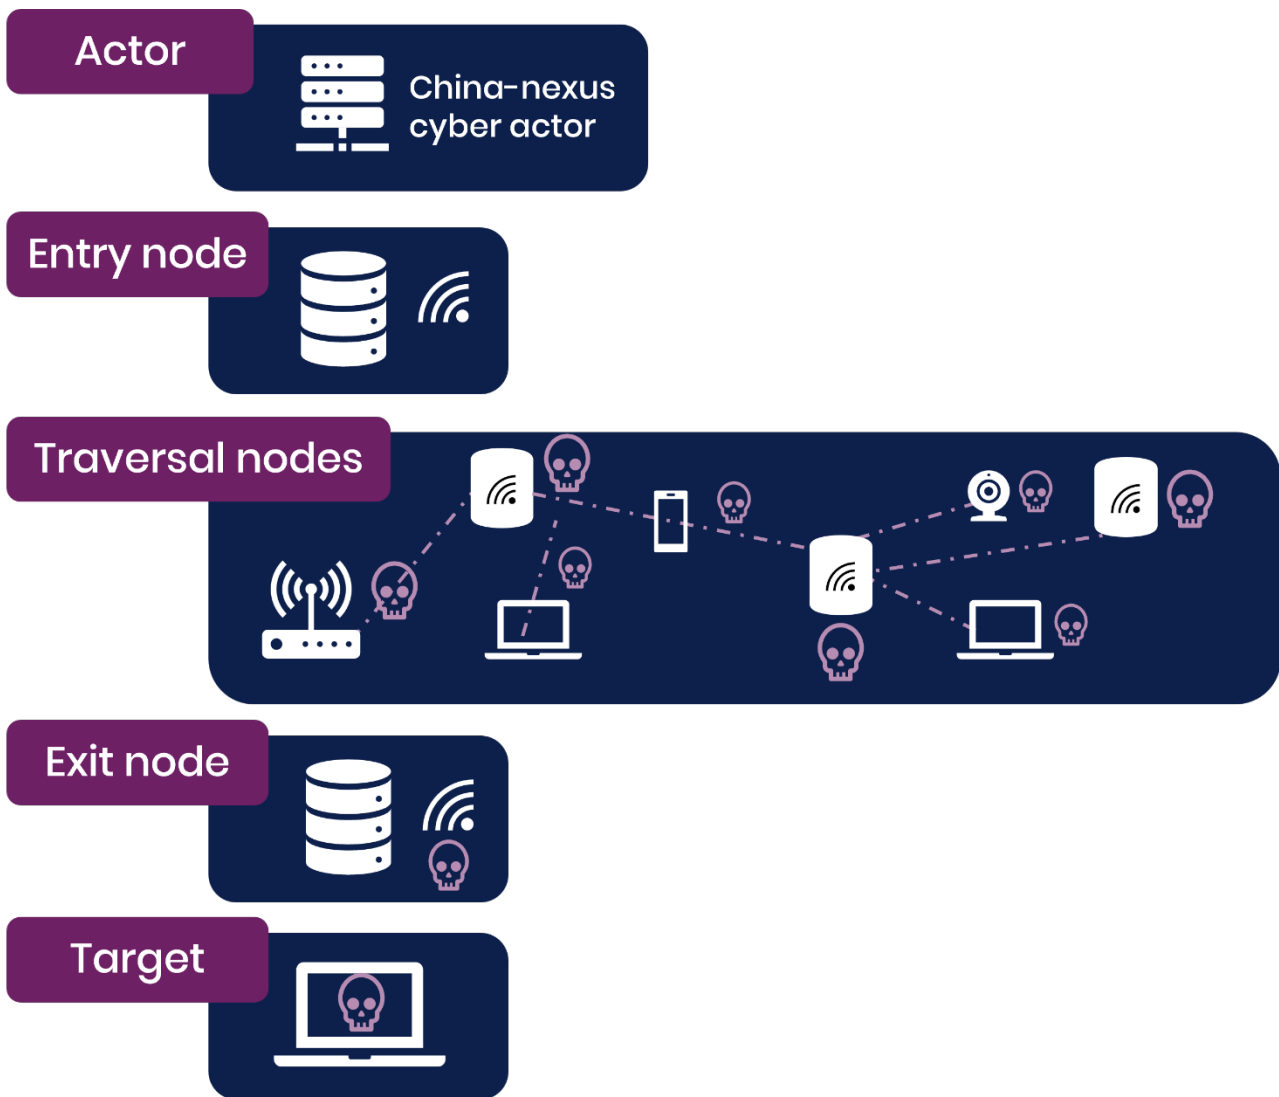 Actor
China-nexus
cyber actor
Entry node
Traversal nodes
Exit node
Target